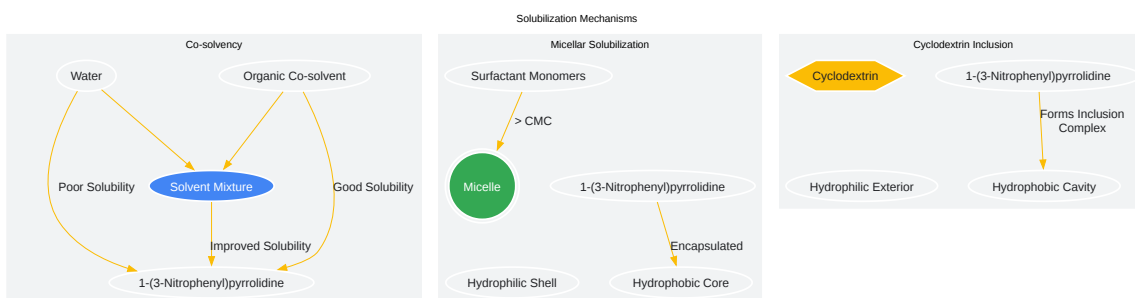 Solubilization Mechanisms
Co-solvency
Water
Organic Co-solvent
Poor Solubility
Solvent Mixture
Good Solubility
Improved Solubility
1-(3-Nitrophenyl)pyrrolidine
Micellar Solubilization
Surfactant Monomers
> CMC
Micelle
1-(3-Nitrophenyl)pyrrolidine
Encapsulated
Hydrophilic Shell
Hydrophobic Core
Cyclodextrin Inclusion
Cyclodextrin
1-(3-Nitrophenyl)pyrrolidine
Forms Inclusion
Complex
Hydrophilic Exterior
Hydrophobic Cavity